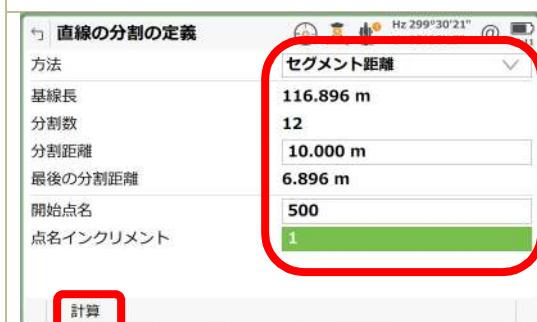 直線の分割の定義 Hz 299°30'21"
方法 セグメント距離
基線長 116.896 m
分割数 12
分割距離 10.000 m
最後の分割距離 6.896 m
開始点名 500
点名インクリメント 1
計算